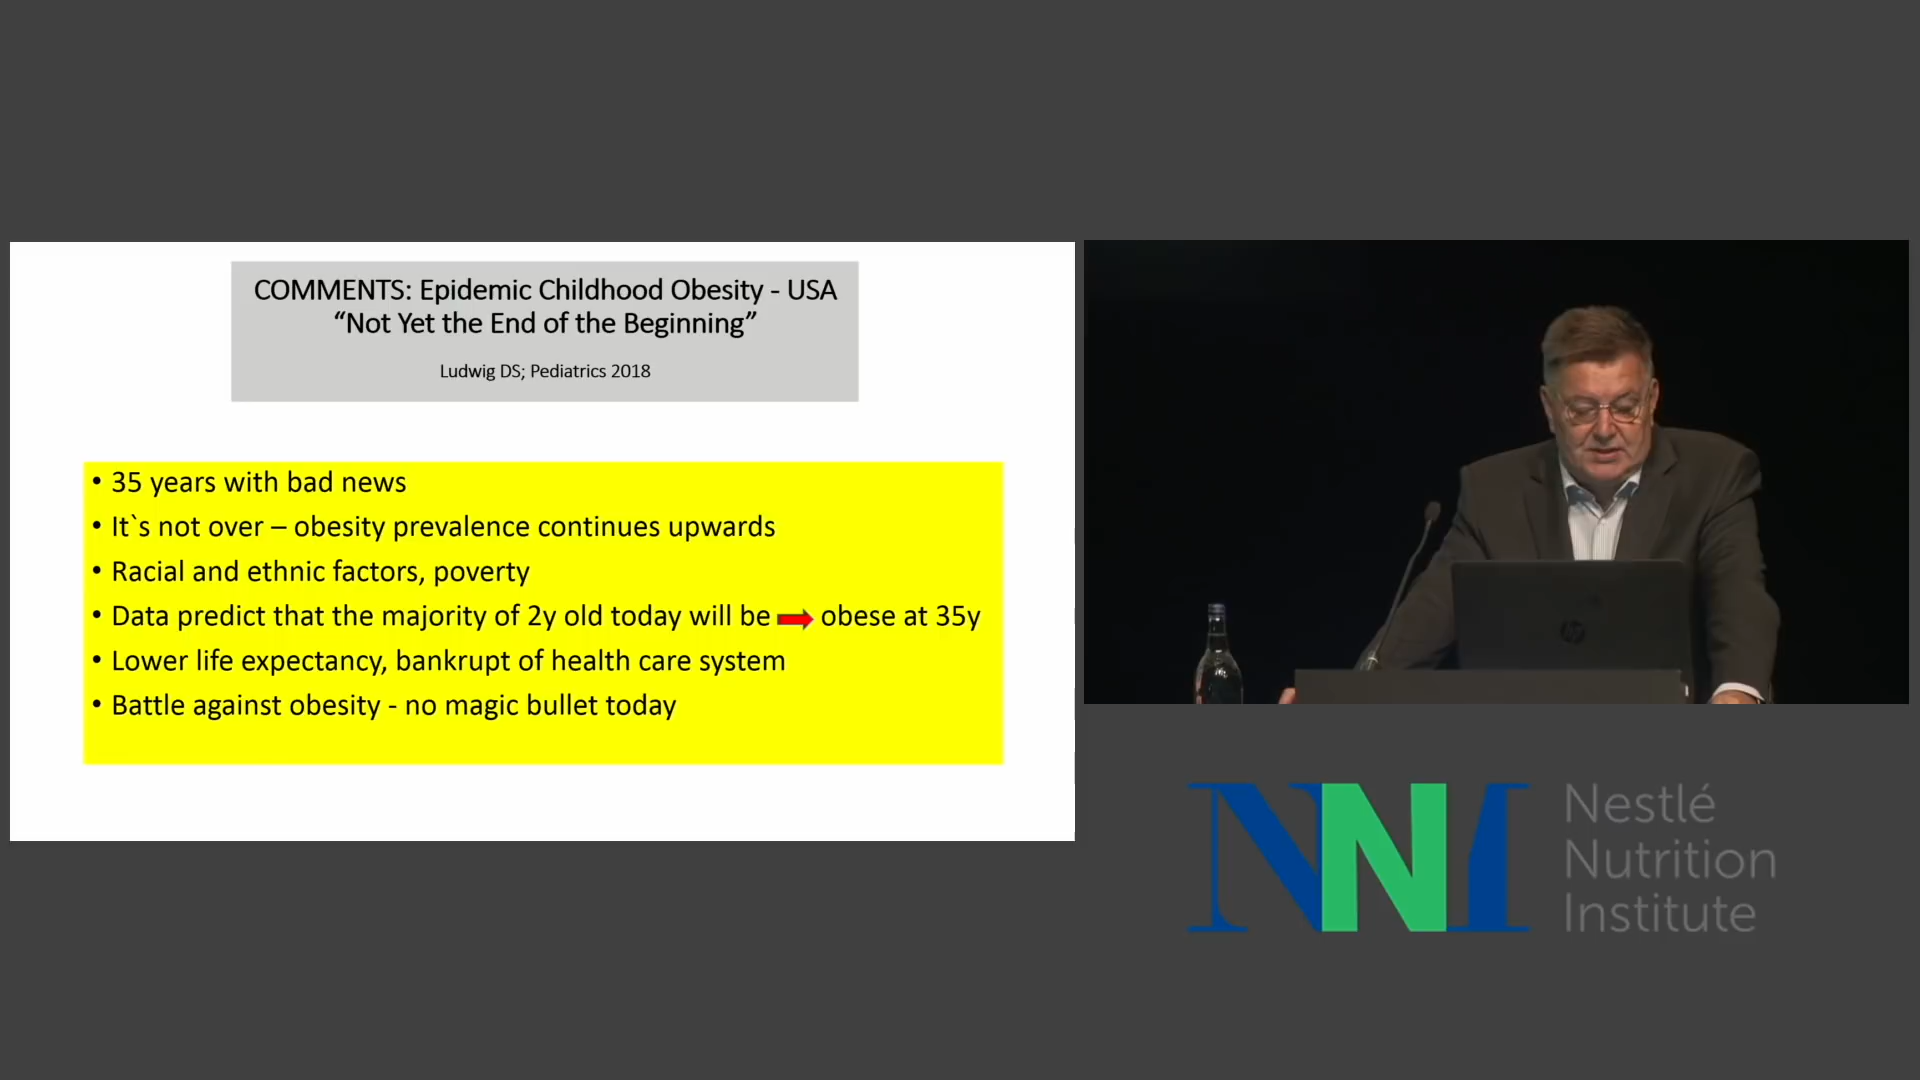 COMMENTS: Epidemic Childhood Obesity - USA
“Not Yet the End of the Beginning”
Ludwig DS; Pediatrics 2018
• 35 years with bad news
• It`s not over – obesity prevalence continues upwards
• Racial and ethnic factors, poverty
• Data predict that the majority of 2y old today will be obese at 35y
• Lower life expectancy, bankrupt of health care system
• Battle against obesity - no magic bullet today
hp
NNI
Nestlé
Nutrition
Institute